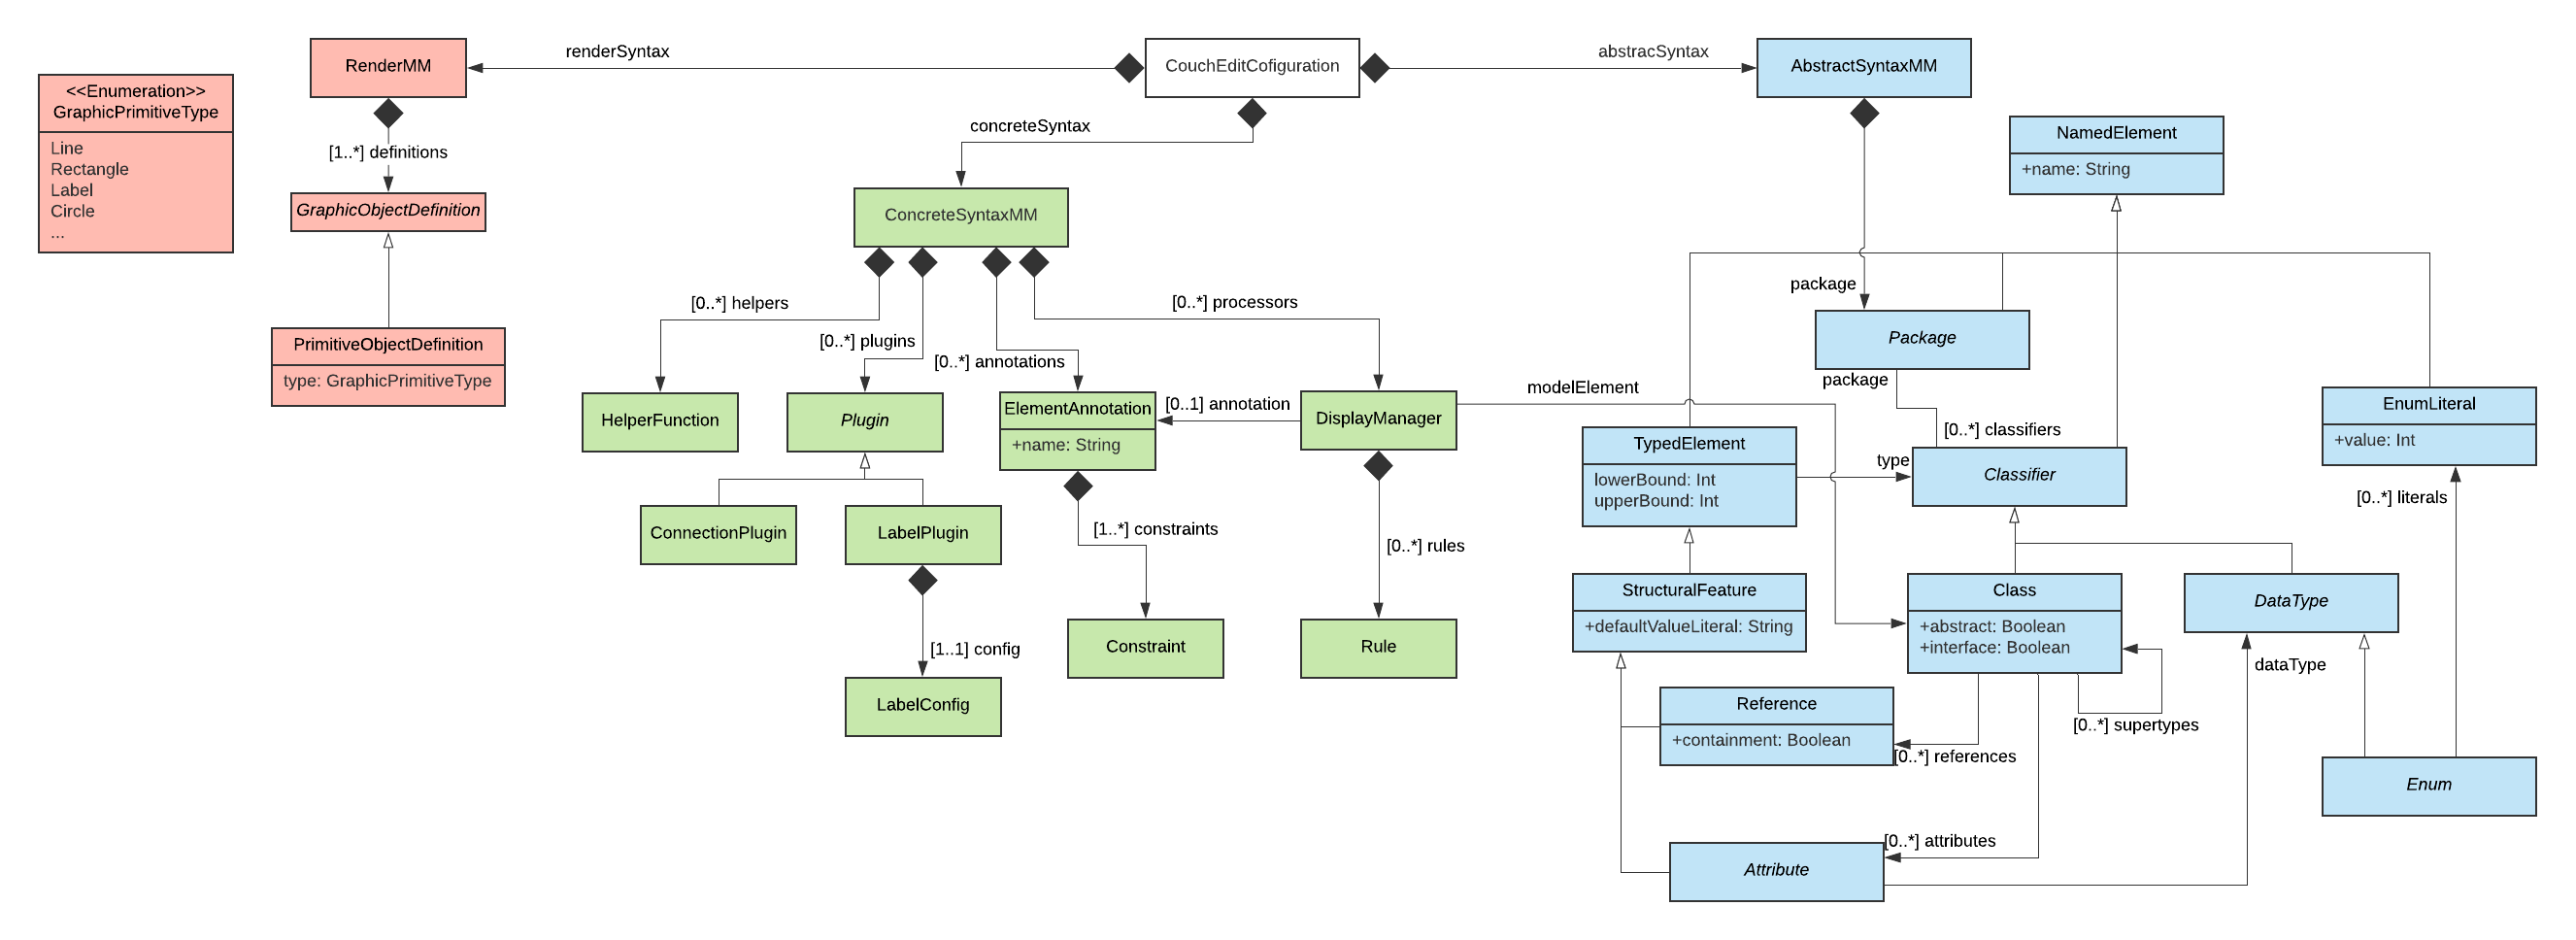 renderSyntax
abstracSyntax
RenderMM
CouchEditCofiguration
AbstractSyntaxMM
<<Enumeration>>
GraphicPrimitiveType
Line
Rectangle
Label
Circle
...
[1..*] definitions
GraphicObjectDefinition
PrimitiveObjectDefinition
type: GraphicPrimitiveType
concreteSyntax
ConcreteSyntaxMM
[0..*] helpers
[0..*] plugins
[0..*] annotations
[0..*] processors
HelperFunction
Plugin
ElementAnnotation
+name: String
[0..1] annotation
DisplayManager
modelElement
ConnectionPlugin
LabelPlugin
[1..*] constraints
[0..*] rules
[1..1] config
LabelConfig
Constraint
Rule
NamedElement
+name: String
package
Package
package
[0..*] classifiers
EnumLiteral
+value: Int
TypedElement
lowerBound: Int
upperBound: Int
type
Classifier
[0..*] literals
StructuralFeature
+defaultValueLiteral: String
Class
+abstract: Boolean
+interface: Boolean
DataType
dataType
[0..*] supertypes
Reference
+containment: Boolean
[0..*] references
Enum
[0..*] attributes
Attribute